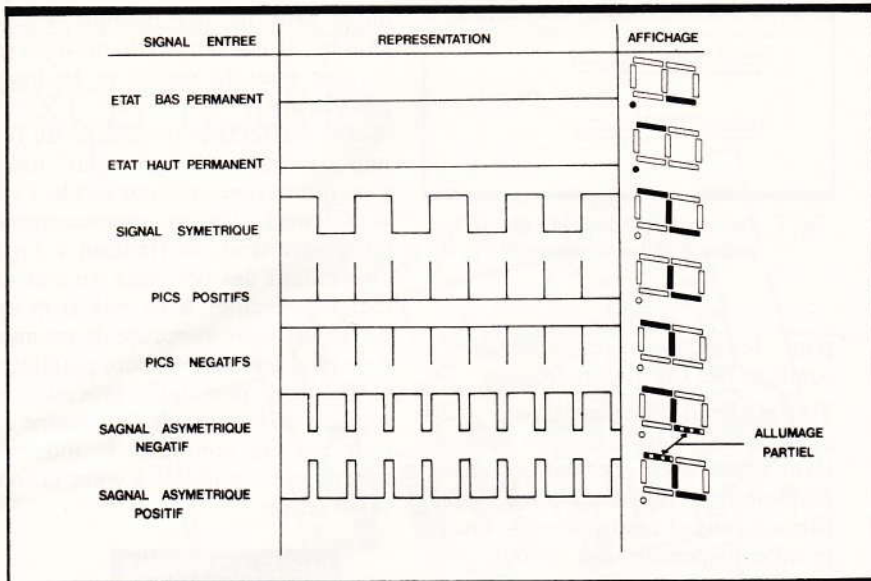 SIGNAL ENTREE
REPRESENTATION
AFFICHAGE
ETAT BAS PERMANENT
ETAT HAUT PERMANENT
SIGNAL SYMETRIQUE
PICS POSITIFS
PICS NEGATIFS
SAGNAL ASYMETRIQUE
NEGATIF
ALLUMAGE
PARTIEL
SAGNAL ASYMETRIQUE
POSITIF